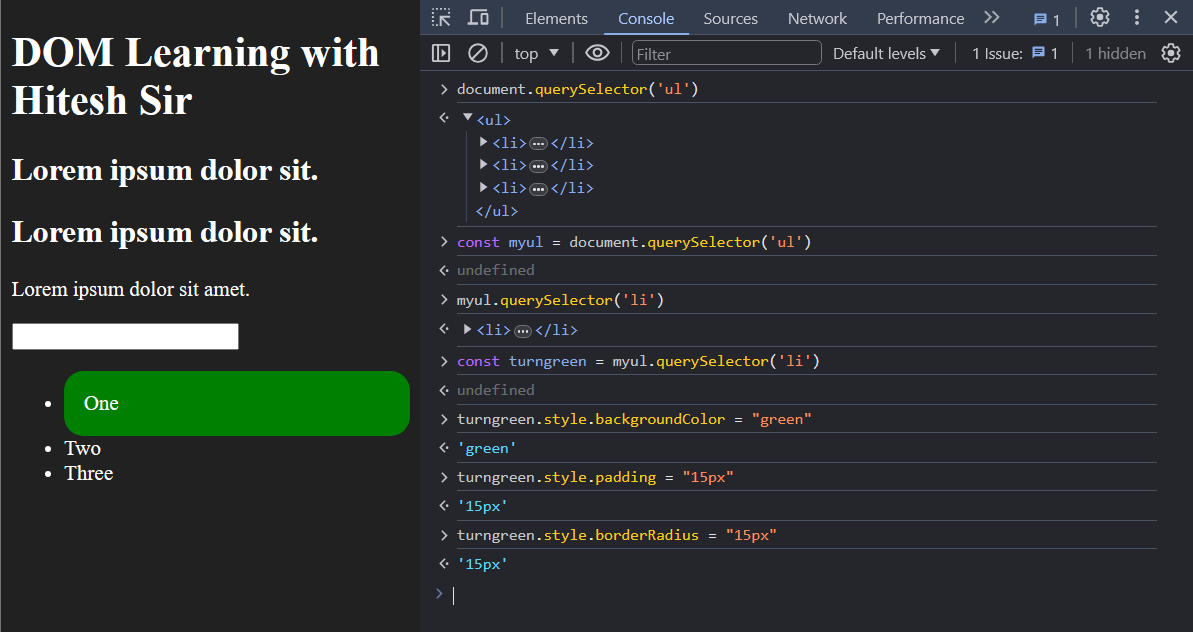 DOM Learning with
Hitesh Sir
Lorem ipsum dolor sit.
Lorem ipsum dolor sit.
Lorem ipsum dolor sit amet.
One
Two
Three
Elements Console Sources Network Performance 1
top Filter Default levels 1 Issue: 1 1 hidden
document.querySelector('ul')
<ul>
<li>…</li>
<li>…</li>
<li>…</li>
</ul>
const myul = document.querySelector('ul')
undefined
myul.querySelector('li')
<li>…</li>
const turngreen = myul.querySelector('li')
undefined
turngreen.style.backgroundColor = "green"
'green'
turngreen.style.padding = "15px"
'15px'
turngreen.style.borderRadius = "15px"
'15px'